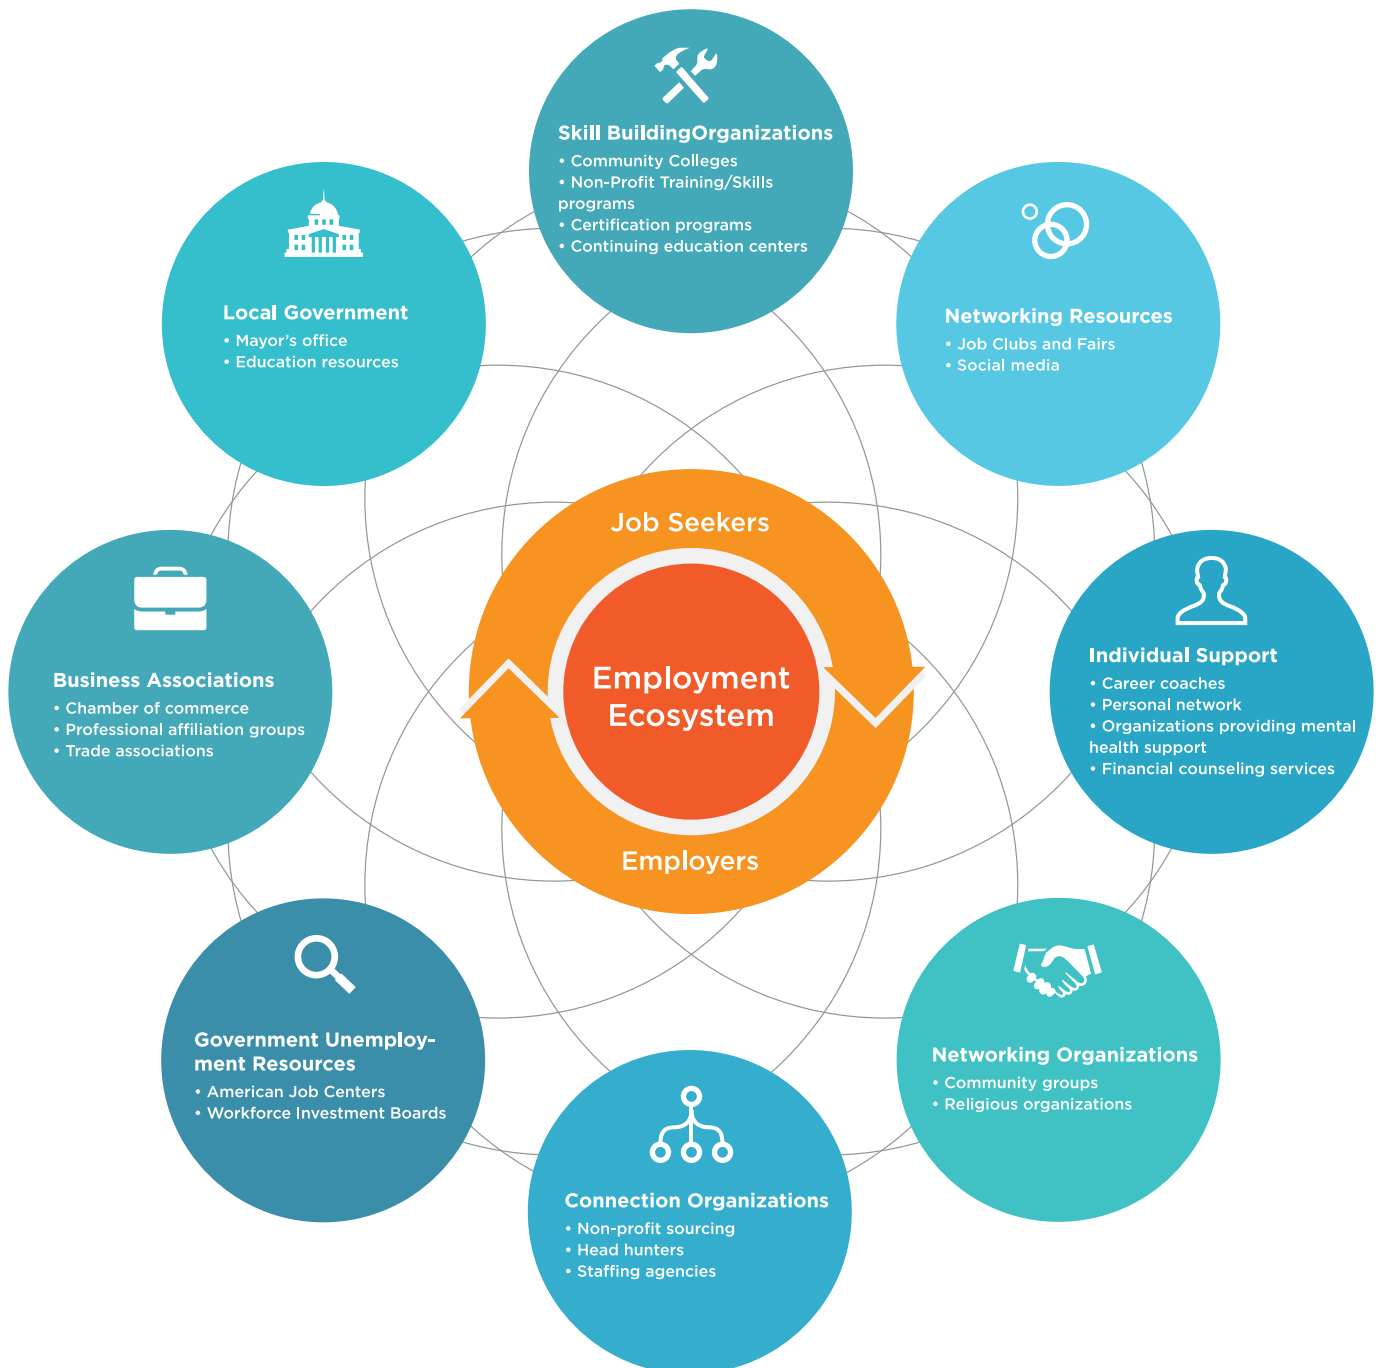 Skill BuildingOrganizations
• Community Colleges
• Non-Profit Training/Skills
programs
• Certification programs
• Continuing education centers
Local Government
• Mayor’s office
• Education resources
Networking Resources
• Job Clubs and Fairs
• Social media
Job Seekers
Employment
Ecosystem
Employers
Business Associations
• Chamber of commerce
• Professional affiliation groups
• Trade associations
Individual Support
• Career coaches
• Personal network
• Organizations providing mental
health support
• Financial counseling services
Government Unemploy-
ment Resources
• American Job Centers
• Workforce Investment Boards
Networking Organizations
• Community groups
• Religious organizations
Connection Organizations
• Non-profit sourcing
• Head hunters
• Staffing agencies